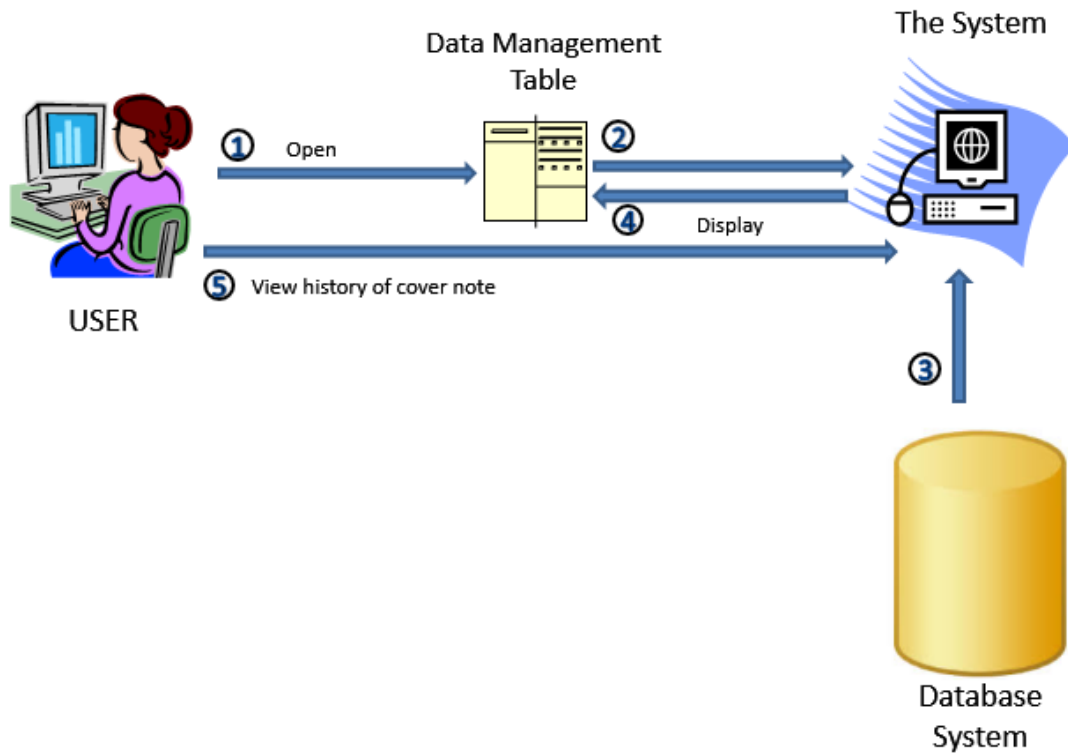 The System
Data Management
Table
1 Open
2
4
Display
5 View history of cover note
USER
3
Database
System